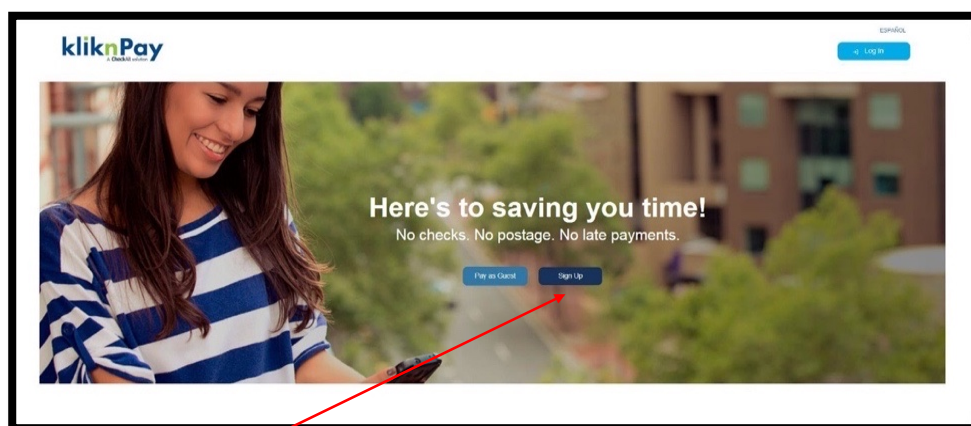 kliknPay
A CheckAlt solution
ESPAÑOL
Log In
Here's to saving you time!
No checks. No postage. No late payments.
Pay as Guest
Sign Up